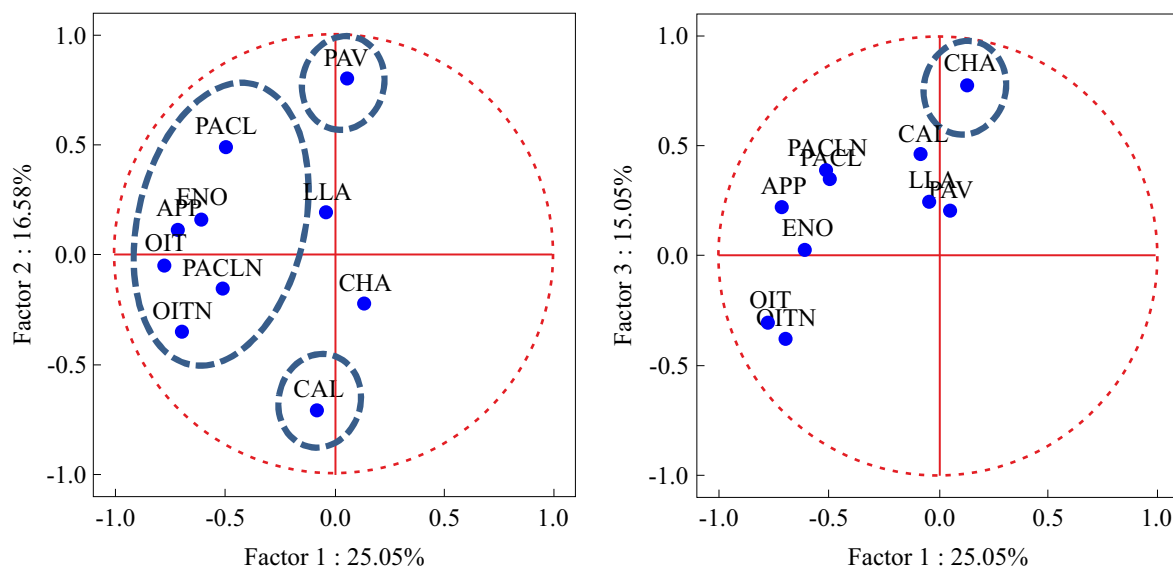 1.0
0.5
0.0
-0.5
-1.0
Factor 2 : 16.58%
PAV
PACL
ENO
LLA
APP
OIT
PACLN
CHA
OITN
CAL
-1.0 -0.5 0.0 0.5 1.0
Factor 1 : 25.05%
1.0
0.5
0.0
-0.5
-1.0
Factor 3 : 15.05%
CHA
CAL
PACLN
PACL
APP
LLA
PAV
ENO
OIT
OITN
-1.0 -0.5 0.0 0.5 1.0
Factor 1 : 25.05%